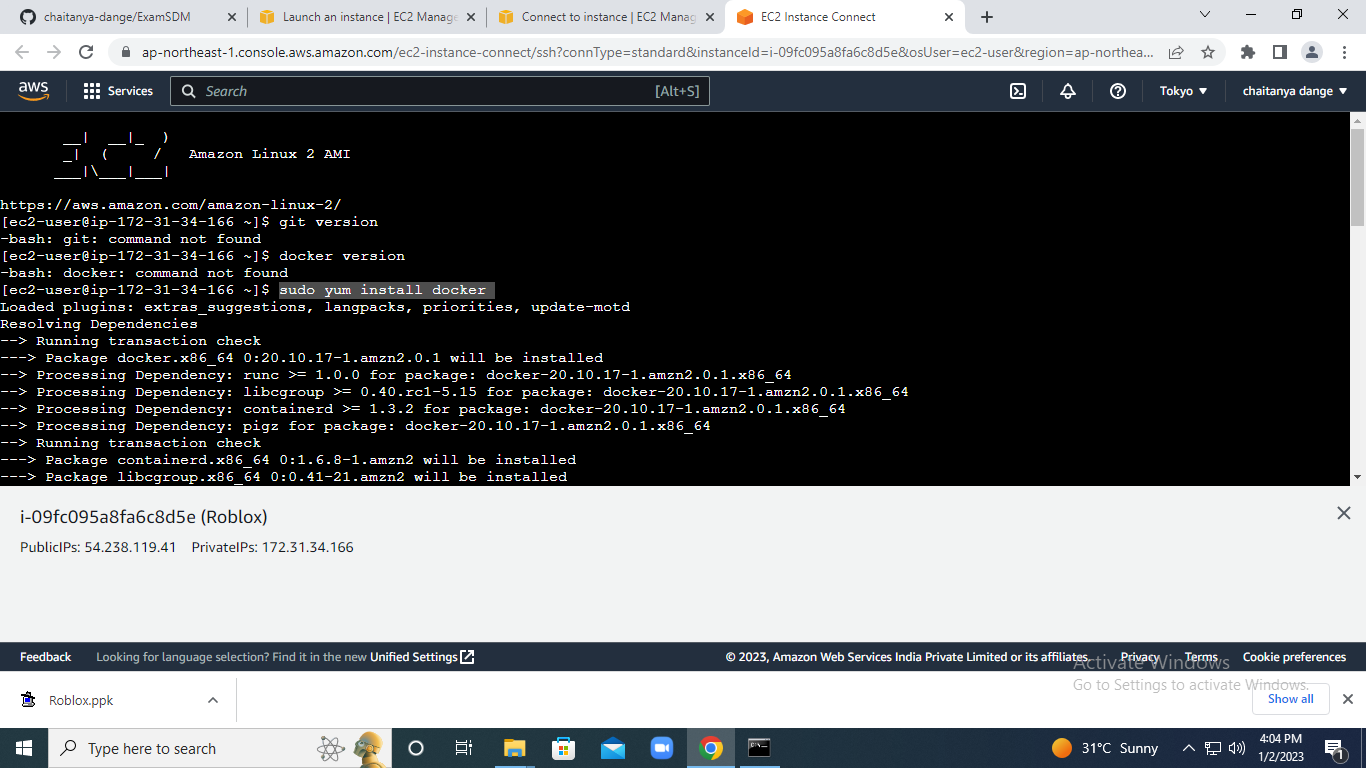 chaitanya-dange/ExamSDM
Launch an instance | EC2 Manage
Connect to instance | EC2 Manag
EC2 Instance Connect
ap-northeast-1.console.aws.amazon.com/ec2-instance-connect/ssh?connType=standard&instanceId=i-09fc095a8fa6c8d5e&osUser=ec2-user&region=ap-northea...
aws
Services
Search
[Alt+S]
Tokyo
chaitanya dange
       __|  __|_  )
       _|  (     /   Amazon Linux 2 AMI
      ___|\___|___|
https://aws.amazon.com/amazon-linux-2/
[ec2-user@ip-172-31-34-166 ~]$ git version
-bash: git: command not found
[ec2-user@ip-172-31-34-166 ~]$ docker version
-bash: docker: command not found
[ec2-user@ip-172-31-34-166 ~]$ sudo yum install docker
Loaded plugins: extras_suggestions, langpacks, priorities, update-motd
Resolving Dependencies
--> Running transaction check
---> Package docker.x86_64 0:20.10.17-1.amzn2.0.1 will be installed
--> Processing Dependency: runc >= 1.0.0 for package: docker-20.10.17-1.amzn2.0.1.x86_64
--> Processing Dependency: libcgroup >= 0.40.rc1-5.15 for package: docker-20.10.17-1.amzn2.0.1.x86_64
--> Processing Dependency: containerd >= 1.3.2 for package: docker-20.10.17-1.amzn2.0.1.x86_64
--> Processing Dependency: pigz for package: docker-20.10.17-1.amzn2.0.1.x86_64
--> Running transaction check
---> Package containerd.x86_64 0:1.6.8-1.amzn2 will be installed
---> Package libcgroup.x86_64 0:0.41-21.amzn2 will be installed
i-09fc095a8fa6c8d5e (Roblox)
PublicIPs: 54.238.119.41 PrivateIPs: 172.31.34.166
Feedback
Looking for language selection? Find it in the new Unified Settings
© 2023, Amazon Web Services India Private Limited or its affiliates.
Privacy
Terms
Cookie preferences
Activate Windows
Go to Settings to activate Windows.
Roblox.ppk
Show all
Type here to search
31°C Sunny
4:04 PM
1/2/2023
1